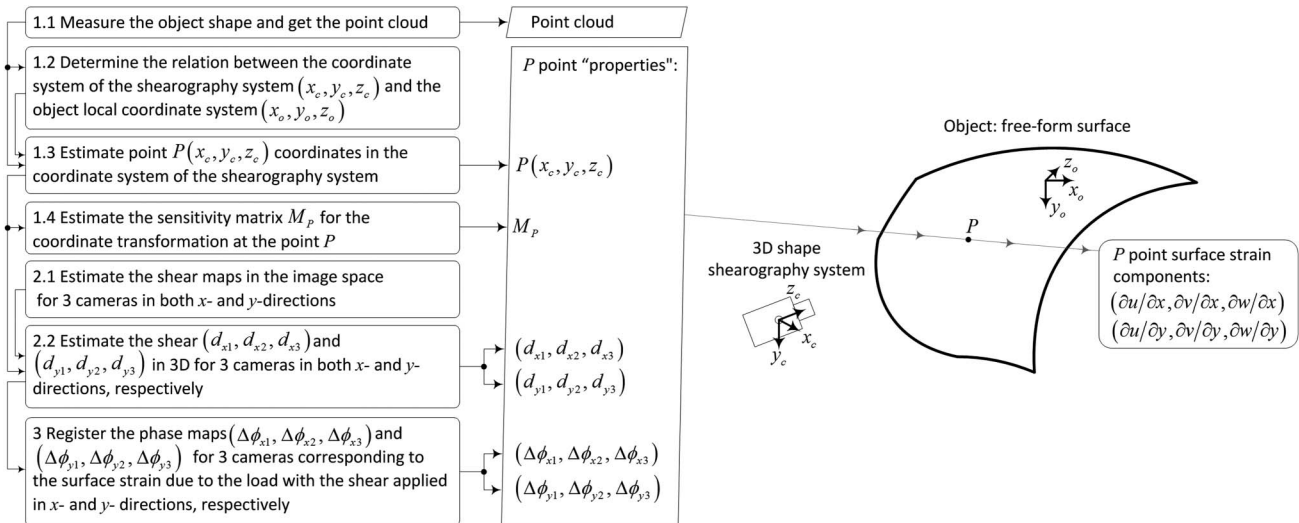 1.1 Measure the object shape and get the point cloud
Point cloud
1.2 Determine the relation between the coordinate
system of the shearography system (x_c, y_c, z_c) and the
object local coordinate system (x_o, y_o, z_o)
1.3 Estimate point P(x_c, y_c, z_c) coordinates in the
coordinate system of the shearography system
1.4 Estimate the sensitivity matrix M_P for the
coordinate transformation at the point P
2.1 Estimate the shear maps in the image space
for 3 cameras in both x- and y-directions
2.2 Estimate the shear (d_x1, d_x2, d_x3) and
(d_y1, d_y2, d_y3) in 3D for 3 cameras in both x- and y-
directions, respectively
3 Register the phase maps (Δϕ_x1, Δϕ_x2, Δϕ_x3) and
(Δϕ_y1, Δϕ_y2, Δϕ_y3) for 3 cameras corresponding to
the surface strain due to the load with the shear applied
in x- and y- directions, respectively
P point “properties":
P(x_c, y_c, z_c)
M_P
(d_x1, d_x2, d_x3)
(d_y1, d_y2, d_y3)
(Δϕ_x1, Δϕ_x2, Δϕ_x3)
(Δϕ_y1, Δϕ_y2, Δϕ_y3)
3D shape
shearography system
z_c
x_c
y_c
Object: free-form surface
z_o
x_o
y_o
P
P point surface strain
components:
(∂u/∂x, ∂v/∂x, ∂w/∂x)
(∂u/∂y, ∂v/∂y, ∂w/∂y)